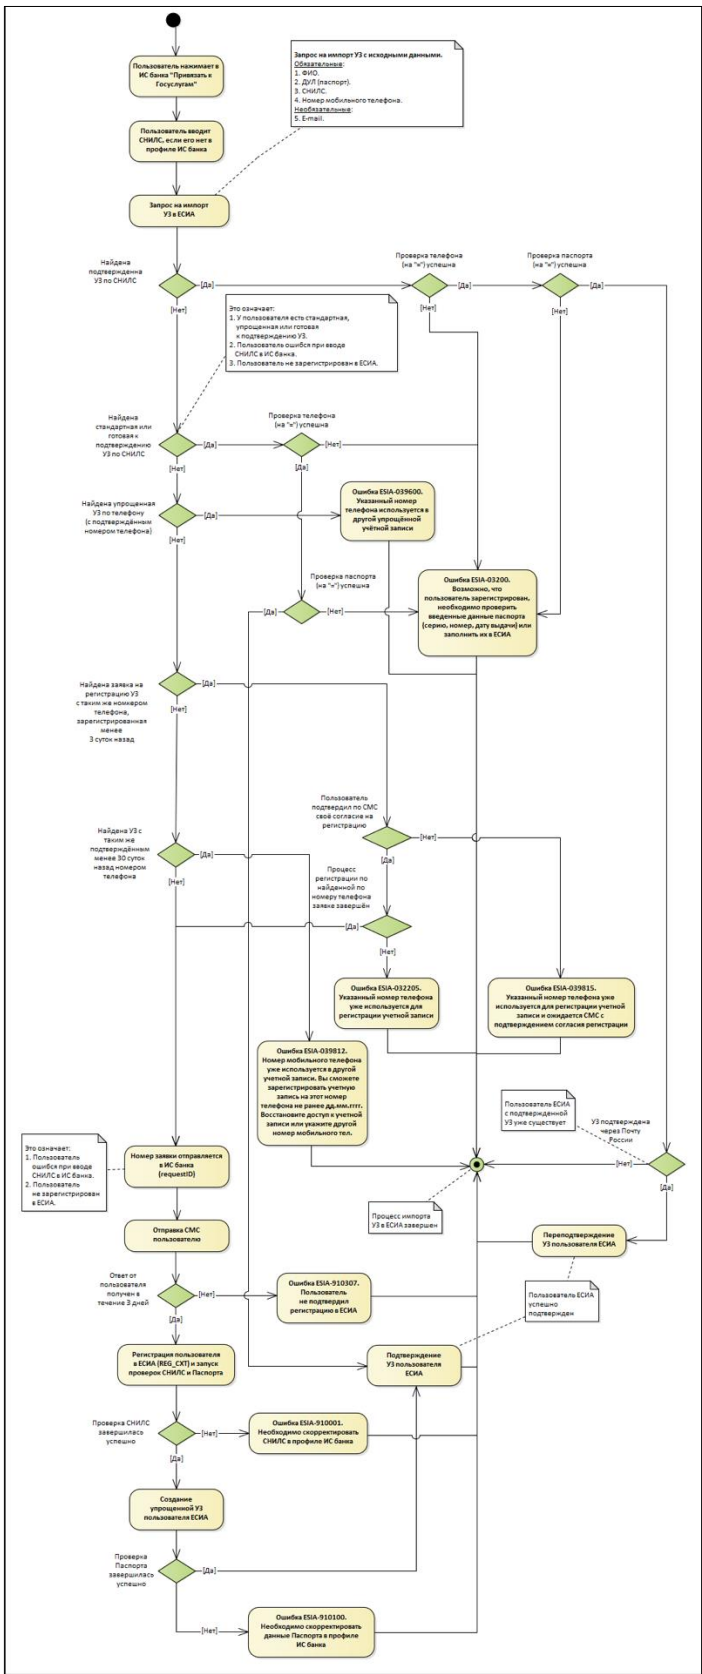 Пользователь нажимает в
ИС банка "Привязать к
Госуслугам"
Запрос на импорт УЗ с исходными данными.
Обязательные:
1. ФИО.
2. ДУЛ (паспорт).
3. СНИЛС.
4. Номер мобильного телефона.
Необязательные:
5. E-mail.
Пользователь вводит
СНИЛС, если его нет в
профиле ИС банка
Запрос на импорт
УЗ в ЕСИА
Найдена
подтвержденна
УЗ по СНИЛС
[Да]
[Нет]
Проверка телефона
(на "=") успешна
[Да]
[Нет]
Проверка паспорта
(на "=") успешна
[Да]
[Нет]
Это означает:
1. У пользователя есть стандартная,
упрощенная или готовая
к подтверждению УЗ.
2. Пользователь ошибся при вводе
СНИЛС в ИС банка.
3. Пользователь не зарегистрирован в ЕСИА.
Найдена
стандартная или
готовая к
подтверждению
УЗ по СНИЛС
[Да]
[Нет]
Проверка телефона
(на "=") успешна
[Нет]
[Да]
Найдена упрощенная
УЗ по телефону
(с подтверждённым
номером телефона)
[Да]
[Нет]
Ошибка ESIA-039600.
Указанный номер
телефона используется в
другой упрощённой
учётной записи
Проверка паспорта
(на "=") успешна
[Да]
[Нет]
Ошибка ESIA-03200.
Возможно, что
пользователь зарегистрирован,
необходимо проверить
введенные данные паспорта
(серию, номер, дату выдачи) или
заполнить их в ЕСИА
Найдена заявка на
регистрацию УЗ
с таким же номкером
телефона,
зарегистрированная
менее
3 суток назад
[Да]
[Нет]
Пользователь
подтвердил по СМС
своё согласие на
регистрацию
[Нет]
[Да]
Найдена УЗ с
таким же
подтверждённым
менее 30 суток
назад номером
телефона
[Да]
[Нет]
Процесс
регистрации по
найденной по
номеру телефона
заявке завершён
[Да]
[Нет]
Ошибка ESIA-032205.
Указанный номер телефона
уже используется для
регистрации учетной записи
Ошибка ESIA-039815.
Указанный номер телефона уже
используется для регистрации учетной
записи и ожидается СМС с
подтверждением согласия регистрации
Ошибка ESIA-039812.
Номер мобильного телефона
уже используется в другой
учетной записи. Вы сможете
зарегистрировать учетную
запись на этот номер
телефона не ранее дд.мм.гггг.
Восстановите доступ к учетной
записи или укажите другой
номер мобильного тел.
Пользователь ЕСИА
с подтвержденной
УЗ уже существует
УЗ подтверждена
через Почту
России
[Нет]
[Да]
Это означает:
1. Пользователь
ошибся при вводе
СНИЛС в ИС банка.
2. Пользователь
не зарегистрирован
в ЕСИА.
Номер заявки отправляется
в ИС банка
(requestID)
Процесс импорта
УЗ в ЕСИА завершен
Отправка СМС
пользователю
Переподтверждение
УЗ пользователя ЕСИА
Ответ от
пользователя
получен в
течение 3 дней
[Нет]
[Да]
Ошибка ESIA-910307.
Пользователь
не подтвердил
регистрацию в ЕСИА
Пользователь ЕСИА
успешно
подтвержден
Регистрация пользователя
в ЕСИА (REG_CXT) и запуск
проверок СНИЛС и Паспорта
Подтверждение
УЗ пользователя
ЕСИА
Проверка СНИЛС
завершилась
успешно
[Нет]
[Да]
Ошибка ESIA-910001.
Необходимо скорректировать
СНИЛС в профиле ИС банка
Создание
упрощенной УЗ
пользователя ЕСИА
Проверка
Паспорта
завершилась
успешно
[Да]
[Нет]
Ошибка ESIA-910100.
Необходимо скорректировать
данные Паспорта в профиле
ИС банка